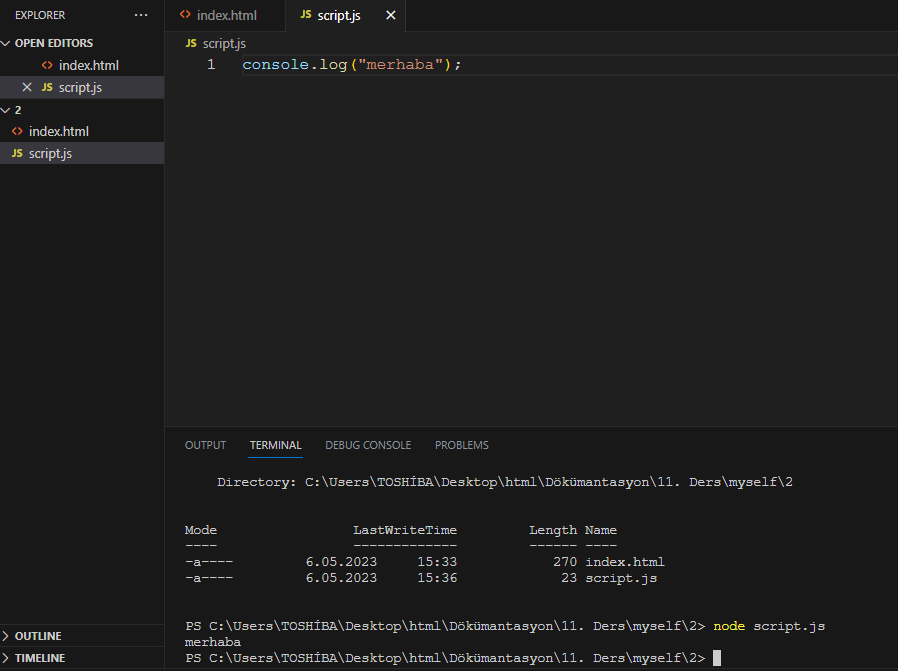 EXPLORER ···
OPEN EDITORS
<> index.html
JS script.js
2
<> index.html
JS script.js
OUTLINE
TIMELINE
<> index.html JS script.js
JS script.js
1 console.log("merhaba");
OUTPUT TERMINAL DEBUG CONSOLE PROBLEMS
Directory: C:\Users\TOSHİBA\Desktop\html\Dökümantasyon\11. Ders\myself\2
Mode LastWriteTime Length Name
---- ------------- ------ ----
-a---- 6.05.2023 15:33 270 index.html
-a---- 6.05.2023 15:36 23 script.js
PS C:\Users\TOSHİBA\Desktop\html\Dökümantasyon\11. Ders\myself\2> node script.js
merhaba
PS C:\Users\TOSHİBA\Desktop\html\Dökümantasyon\11. Ders\myself\2>